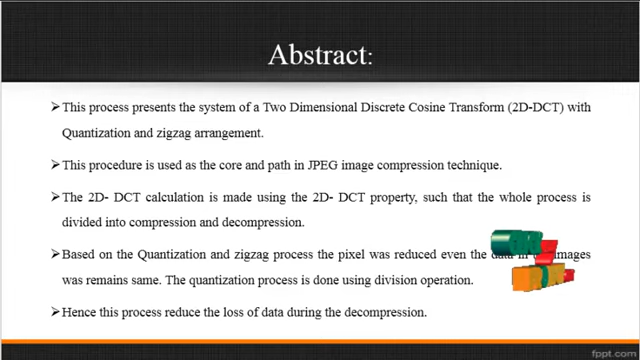 Abstract:
➢This process presents the system of a Two Dimensional Discrete Cosine Transform (2D-DCT) with
Quantization and zigzag arrangement.
➢This procedure is used as the core and path in JPEG image compression technique.
➢The 2D- DCT calculation is made using the 2D- DCT property, such that the whole process is
divided into compression and decompression.
➢Based on the Quantization and zigzag process the pixel was reduced even the data in images
was remains same. The quantization process is done using division operation.
➢Hence this process reduce the loss of data during the decompression.
fppt.com